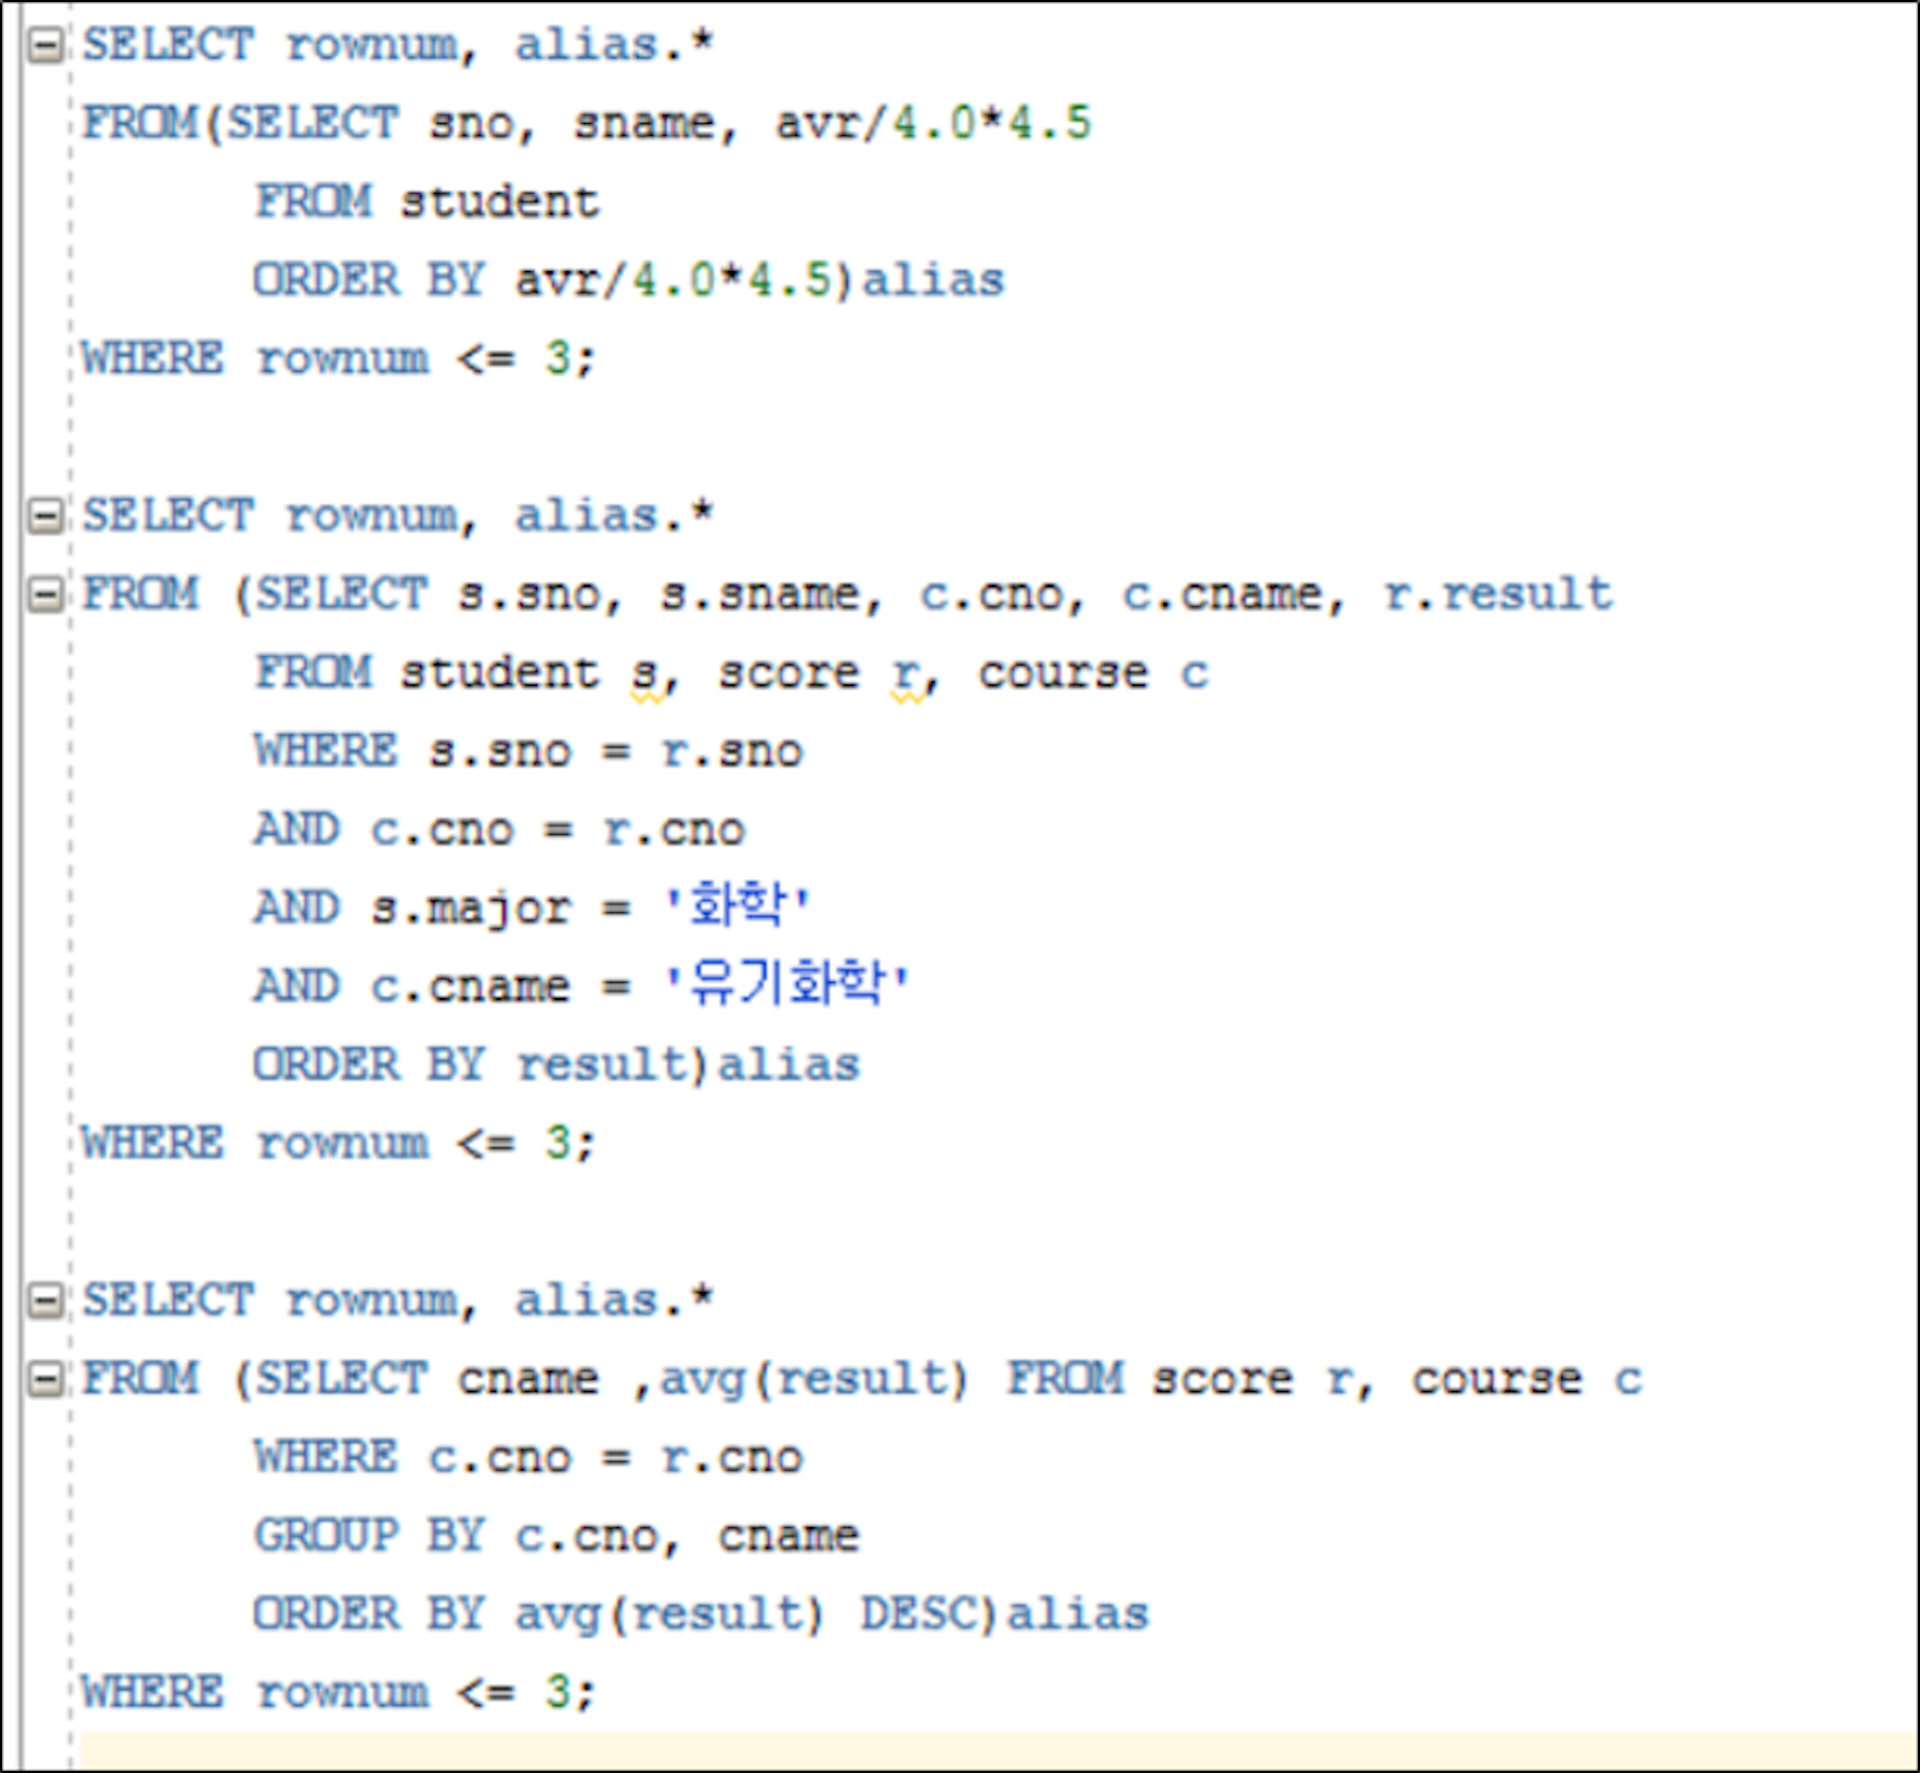 SELECT rownum, alias.*
FROM(SELECT sno, sname, avr/4.0*4.5
FROM student
ORDER BY avr/4.0*4.5)alias
WHERE rownum <= 3;
SELECT rownum, alias.*
FROM (SELECT s.sno, s.sname, c.cno, c.cname, r.result
FROM student s, score r, course c
WHERE s.sno = r.sno
AND c.cno = r.cno
AND s.major = '화학'
AND c.cname = '유기화학'
ORDER BY result)alias
WHERE rownum <= 3;
SELECT rownum, alias.*
FROM (SELECT cname ,avg(result) FROM score r, course c
WHERE c.cno = r.cno
GROUP BY c.cno, cname
ORDER BY avg(result) DESC)alias
WHERE rownum <= 3;